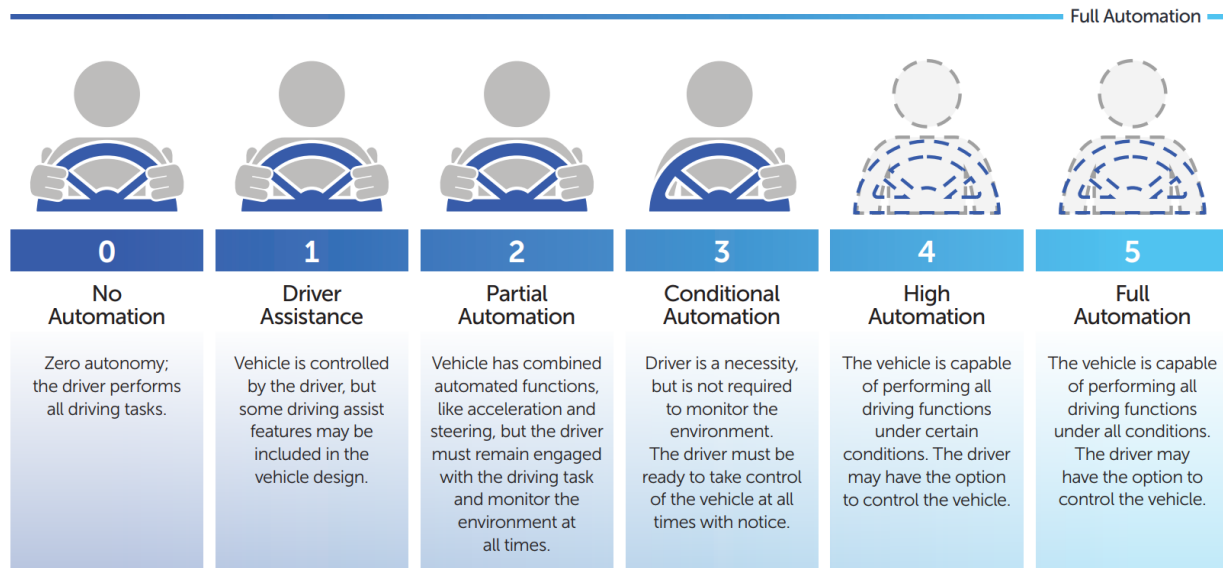 Full Automation
0
No
Automation
Zero autonomy;
the driver performs
all driving tasks.
1
Driver
Assistance
Vehicle is controlled
by the driver, but
some driving assist
features may be
included in the
vehicle design.
2
Partial
Automation
Vehicle has combined
automated functions,
like acceleration and
steering, but the driver
must remain engaged
with the driving task
and monitor the
environment at
all times.
3
Conditional
Automation
Driver is a necessity,
but is not required
to monitor the
environment.
The driver must be
ready to take control
of the vehicle at all
times with notice.
4
High
Automation
The vehicle is capable
of performing all
driving functions
under certain
conditions. The driver
may have the option
to control the vehicle.
5
Full
Automation
The vehicle is capable
of performing all
driving functions
under all conditions.
The driver may
have the option to
control the vehicle.